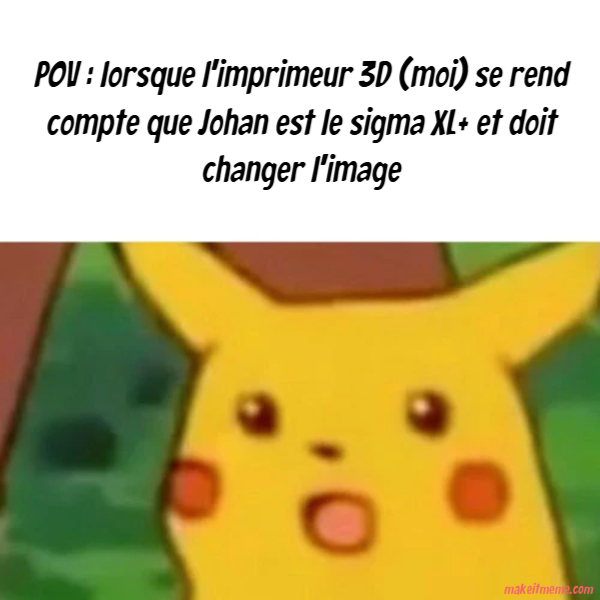 POV : lorsque l'imprimeur 3D (moi) se rend
compte que Johan est le sigma XL+ et doit
changer l'image
makeitmeme.com